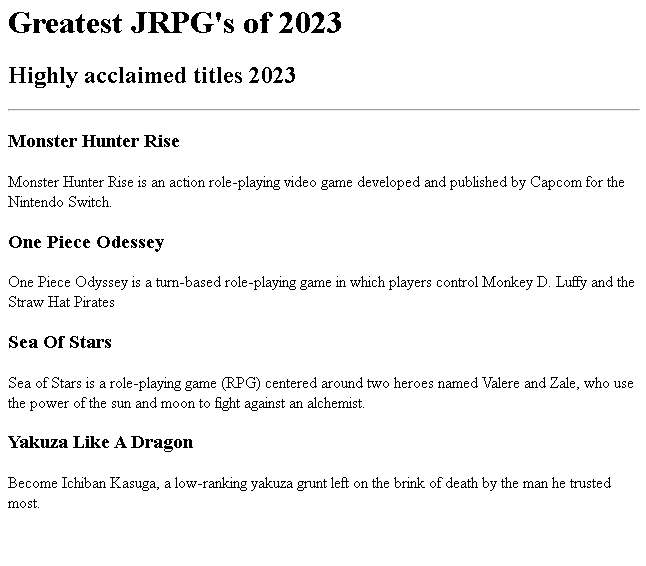 Greatest JRPG's of 2023
Highly acclaimed titles 2023
Monster Hunter Rise
Monster Hunter Rise is an action role-playing video game developed and published by Capcom for the
Nintendo Switch.
One Piece Odessey
One Piece Odyssey is a turn-based role-playing game in which players control Monkey D. Luffy and the
Straw Hat Pirates
Sea Of Stars
Sea of Stars is a role-playing game (RPG) centered around two heroes named Valere and Zale, who use
the power of the sun and moon to fight against an alchemist.
Yakuza Like A Dragon
Become Ichiban Kasuga, a low-ranking yakuza grunt left on the brink of death by the man he trusted
most.